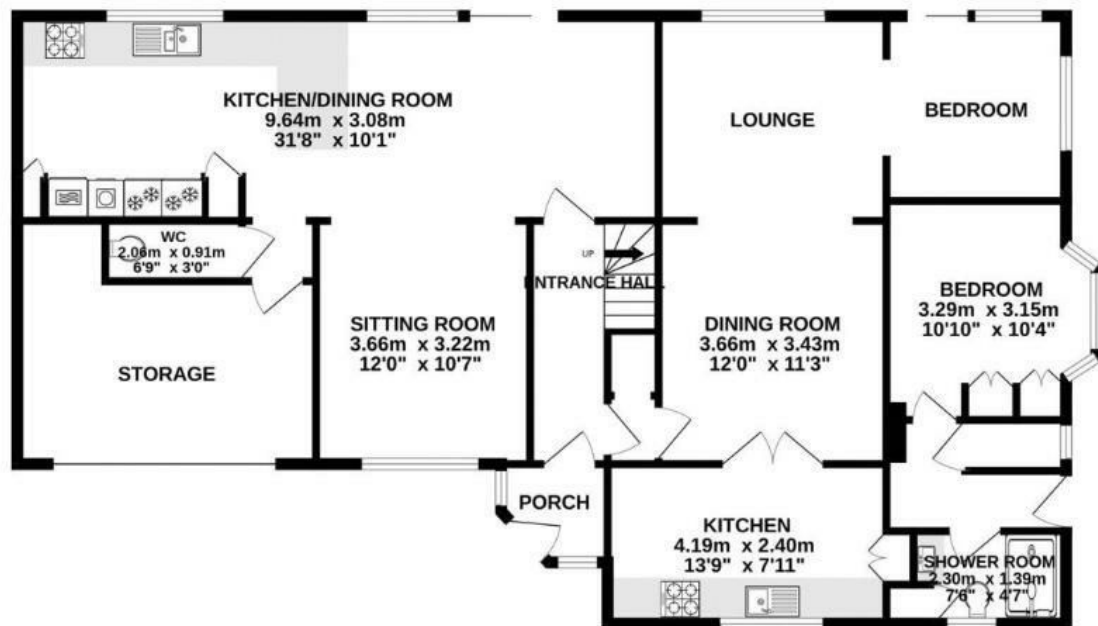 KITCHEN/DINING ROOM
9.64m x 3.08m
31'8" x 10'1"
LOUNGE
BEDROOM
WC
2.06m x 0.91m
6'9" x 3'0"
UP
ENTRANCE HALL
BEDROOM
3.29m x 3.15m
10'10" x 10'4"
SITTING ROOM
3.66m x 3.22m
12'0" x 10'7"
DINING ROOM
3.66m x 3.43m
12'0" x 11'3"
STORAGE
PORCH
KITCHEN
4.19m x 2.40m
13'9" x 7'11"
SHOWER ROOM
2.30m x 1.39m
7'6" x 4'7"